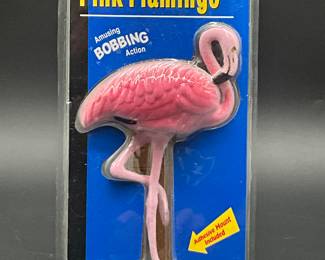 Pink Flamingo
Amusing
BOBBING
Action
Adhesive Mount
Included